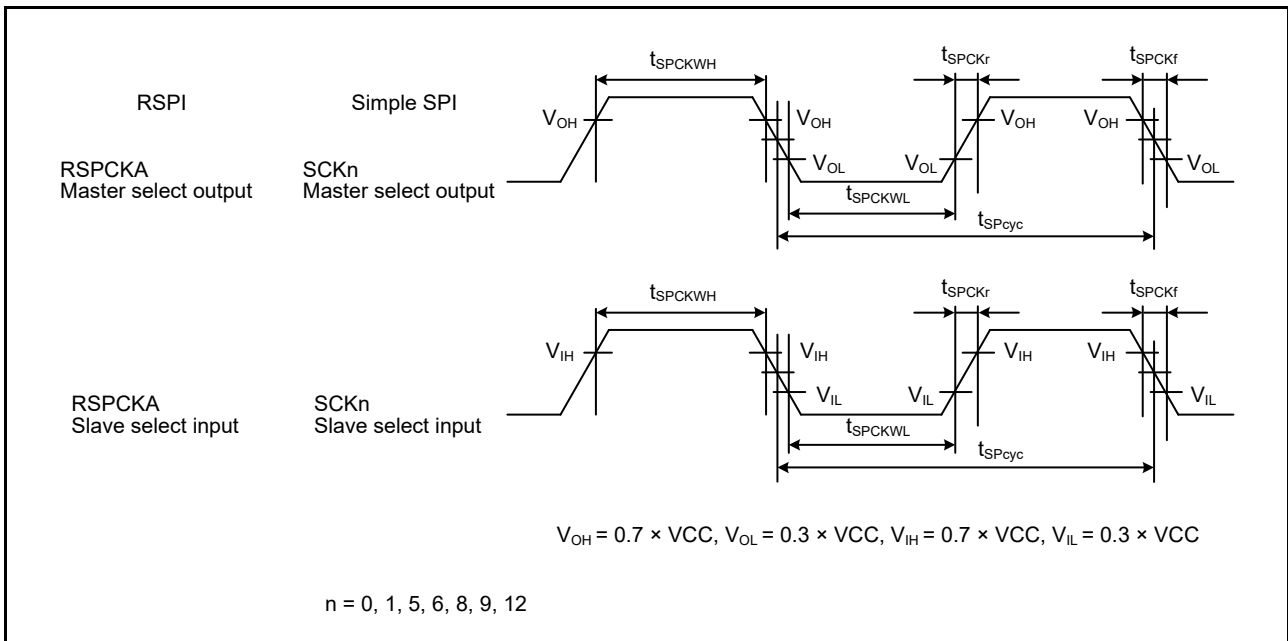 RSPI
Simple SPI
tSPCKWH
tSPCKr
tSPCKf
VOH
VOH
VOH
VOH
RSPCKA
Master select output
SCKn
Master select output
VOL
VOL
VOL
tSPCKWL
tSPcyc
tSPCKWH
tSPCKr
tSPCKf
VIH
VIH
VIH
VIH
RSPCKA
Slave select input
SCKn
Slave select input
VIL
VIL
VIL
tSPCKWL
tSPcyc
VOH = 0.7 × VCC, VOL = 0.3 × VCC, VIH = 0.7 × VCC, VIL = 0.3 × VCC
n = 0, 1, 5, 6, 8, 9, 12